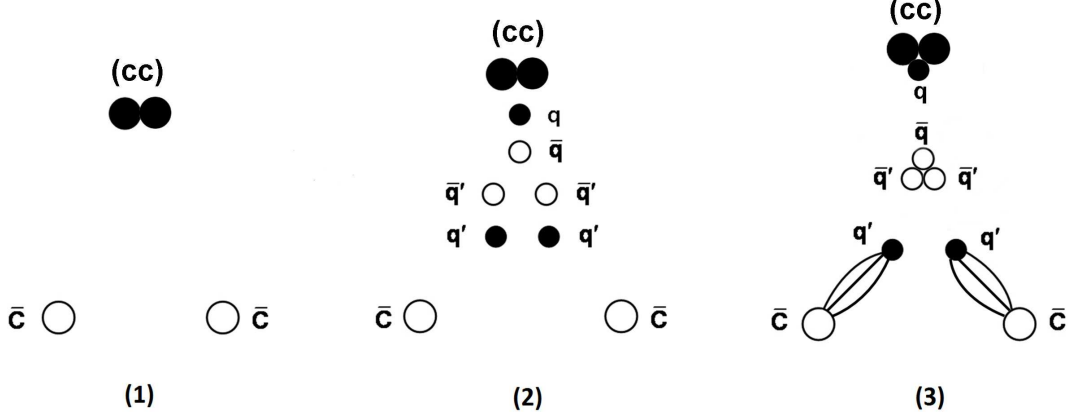 (cc)
c̄ c̄
(1)
(cc)
q
q̄
q̄′ q̄′
q′ q′
c̄ c̄
(2)
(cc)
q
q̄
q̄′ q̄′
q′ q′
c̄ c̄
(3)